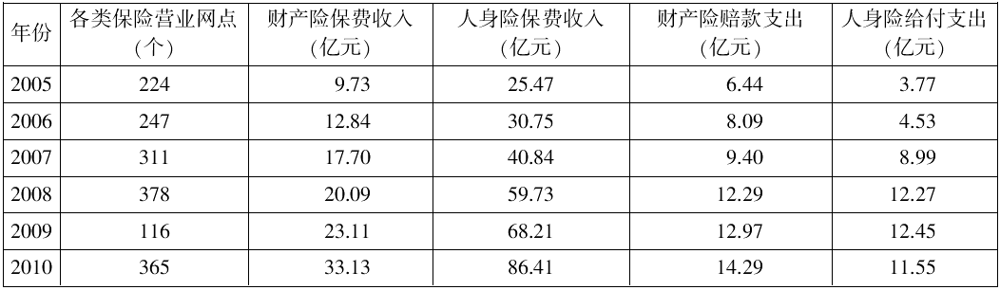 年份 各类保险营业网点(个) 财产险保费收入(亿元) 人身险保费收入(亿元) 财产险赔款支出(亿元) 人身险给付支出(亿元)
2005 224 9.73 25.47 6.44 3.77
2006 247 12.84 30.75 8.09 4.53
2007 311 17.70 40.84 9.40 8.99
2008 378 20.09 59.73 12.29 12.27
2009 116 23.11 68.21 12.97 12.45
2010 365 33.13 86.41 14.29 11.55